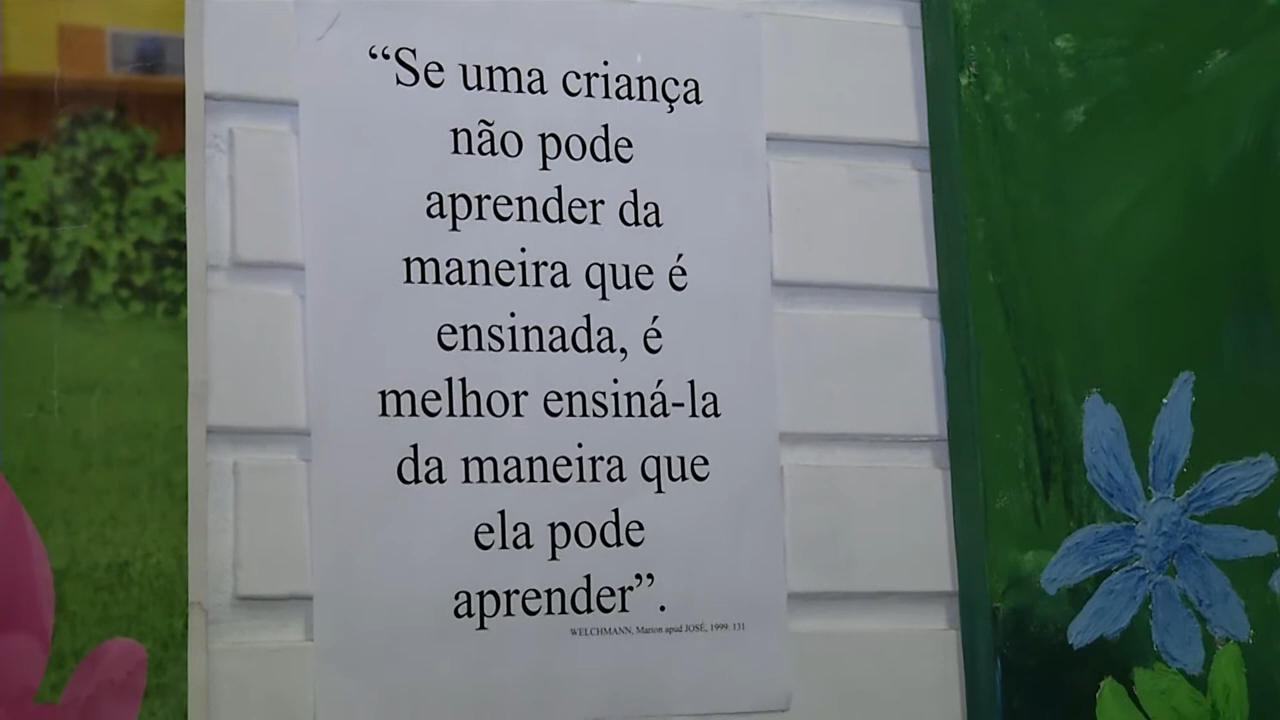 “Se uma criança
não pode
aprender da
maneira que é
ensinada, é
melhor ensiná-la
da maneira que
ela pode
aprender”.
WELCHMANN, Marion apud JOSÉ, 1999. 131